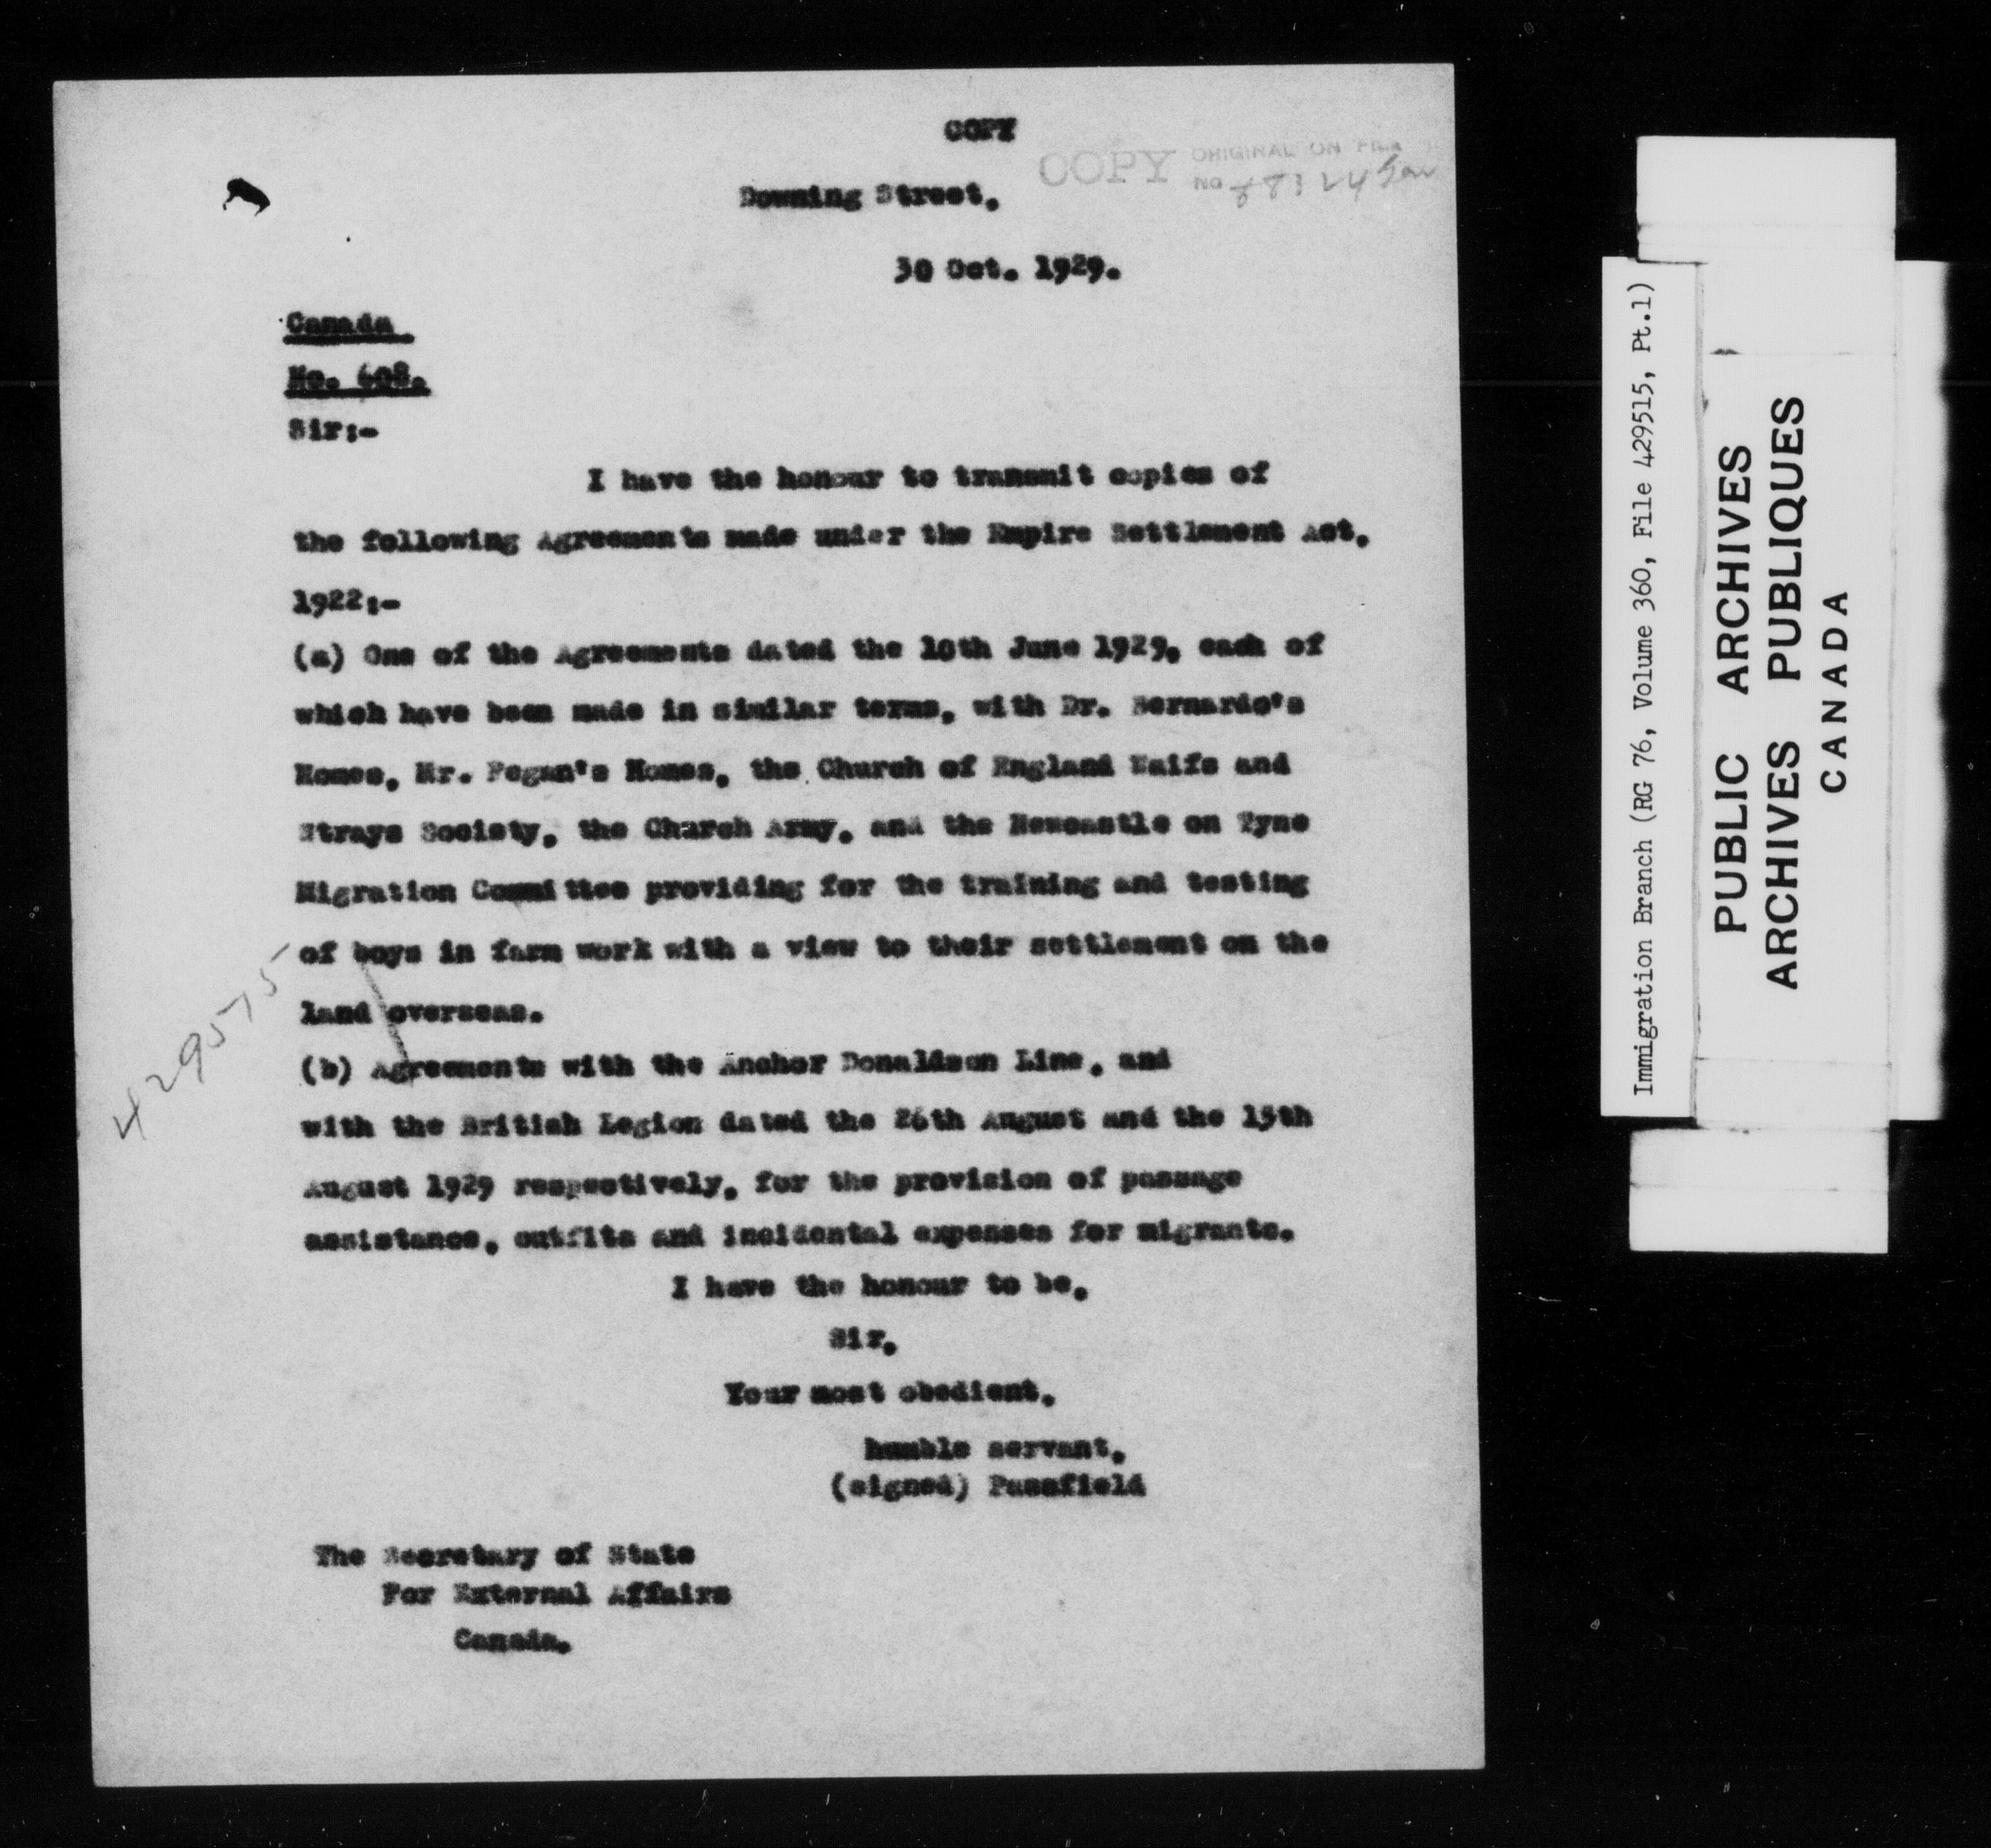 COPY
COPY ORIGINAL ON FILE
NO
Downing Street,
30 Oct. 1929.
Canada
No. 608.
Sir:-
I have the honour to transmit copies of
the following Agreements made under the Empire Settlement Act,
1922:-
(a) One of the Agreements dated the 10th June 1929, each of
which have been made in similar terms, with Dr. Bernardo's
Homes, Mr. Fegan's Homes, the Church of England Waifs and
Strays Society, the Church Army, and the Newcastle on Tyne
Migration Committee providing for the training and testing
of boys in farm work with a view to their settlement on the
land overseas.
(b) Agreements with the Anchor Donaldson Line, and
with the British Legion dated the 26th August and the 15th
August 1929 respectively, for the provision of passage
assistance, outfits and incidental expenses for migrants.
I have the honour to be,
Sir,
Your most obedient,
humble servant,
(signed) Passfield
The Secretary of State
For External Affairs
Canada.
429515
Immigration Branch (RG 76, Volume 360, File 429515, Pt.1)
PUBLIC ARCHIVES
ARCHIVES PUBLIQUES
CANADA